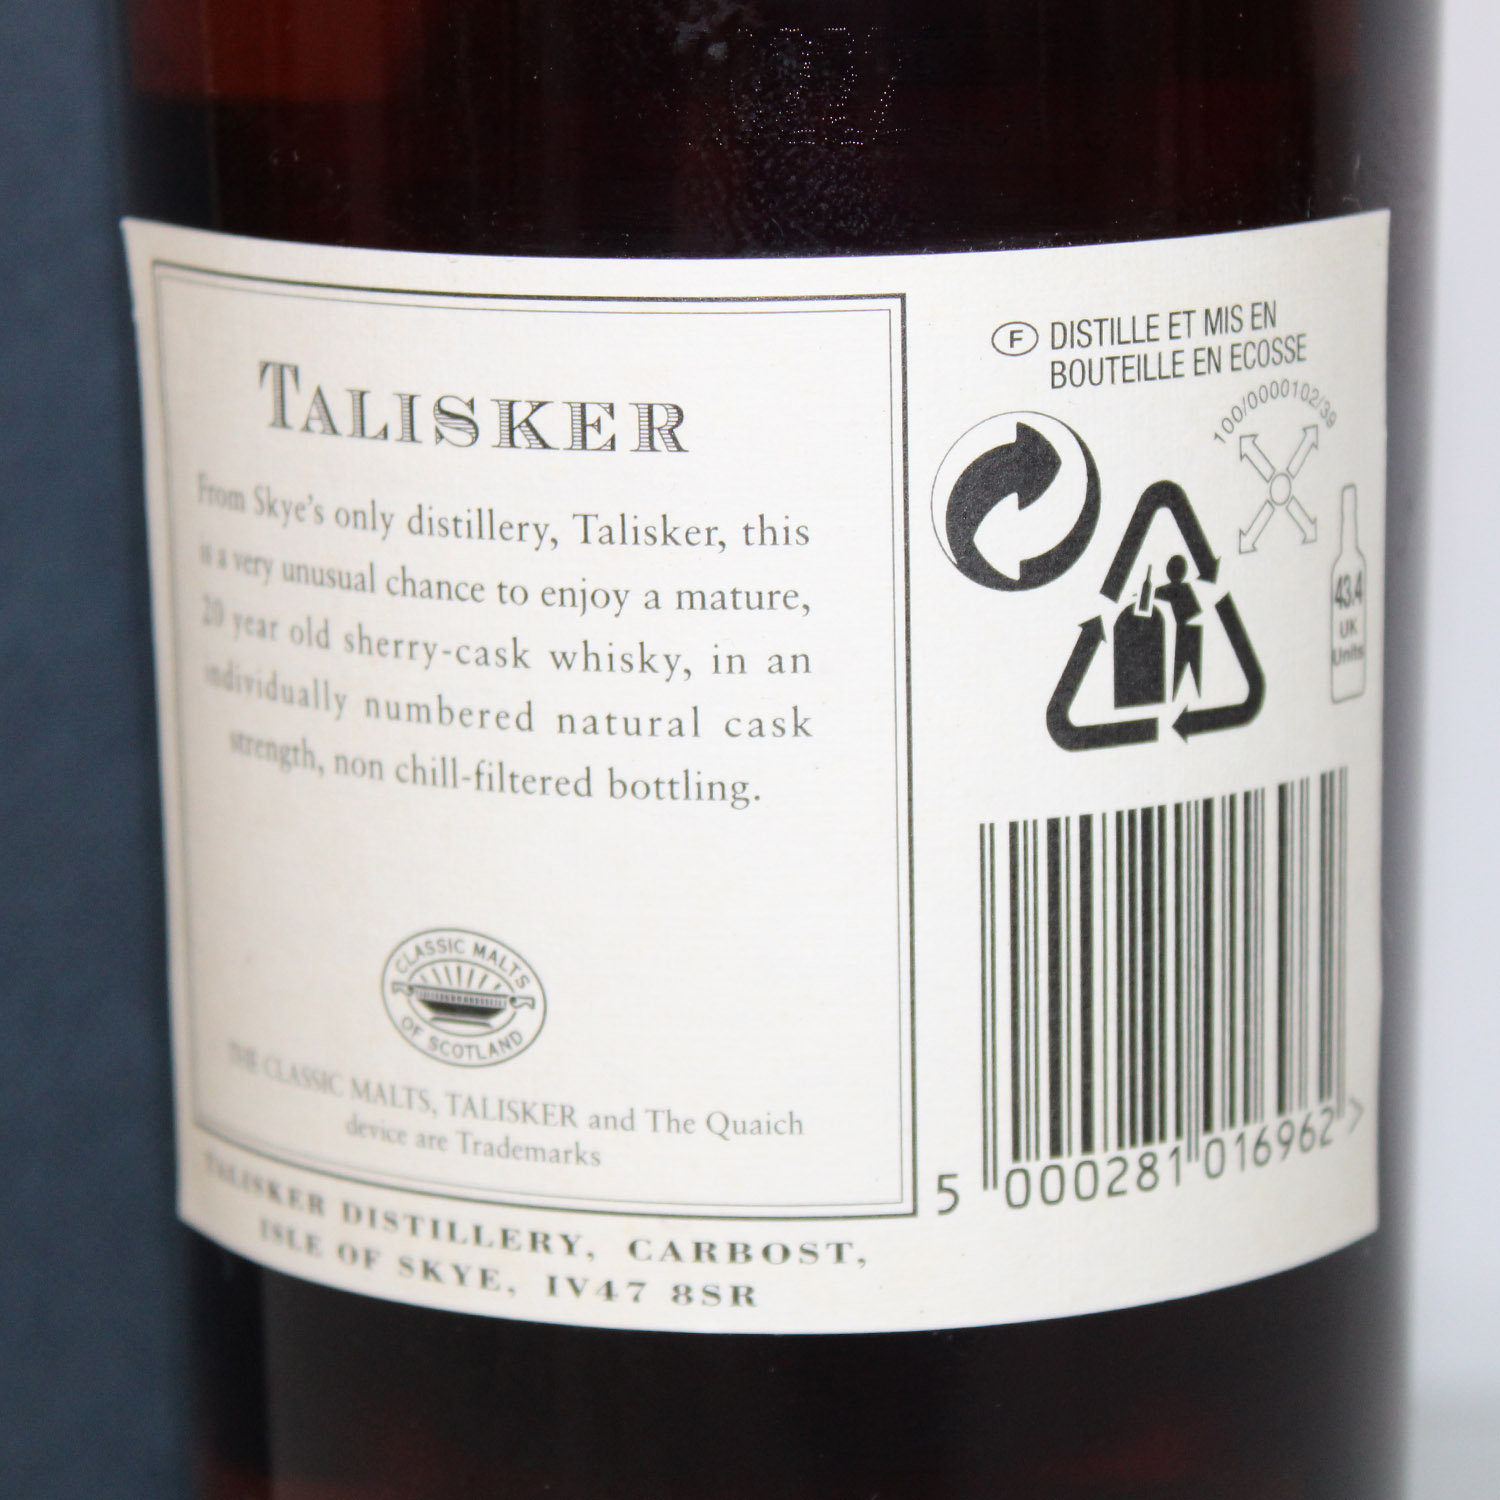 TALISKER
From Skye's only distillery, Talisker, this
is a very unusual chance to enjoy a mature,
20 year old sherry-cask whisky, in an
individually numbered natural cask
strength, non chill-filtered bottling.
CLASSIC MALTS
OF SCOTLAND
THE CLASSIC MALTS, TALISKER and The Quaich
device are Trademarks
TALISKER DISTILLERY, CARBOST,
ISLE OF SKYE, IV47 8SR
F DISTILLE ET MIS EN
BOUTEILLE EN ECOSSE
100/0000102/39
43.4
UK
Units
5 000281 016962 >